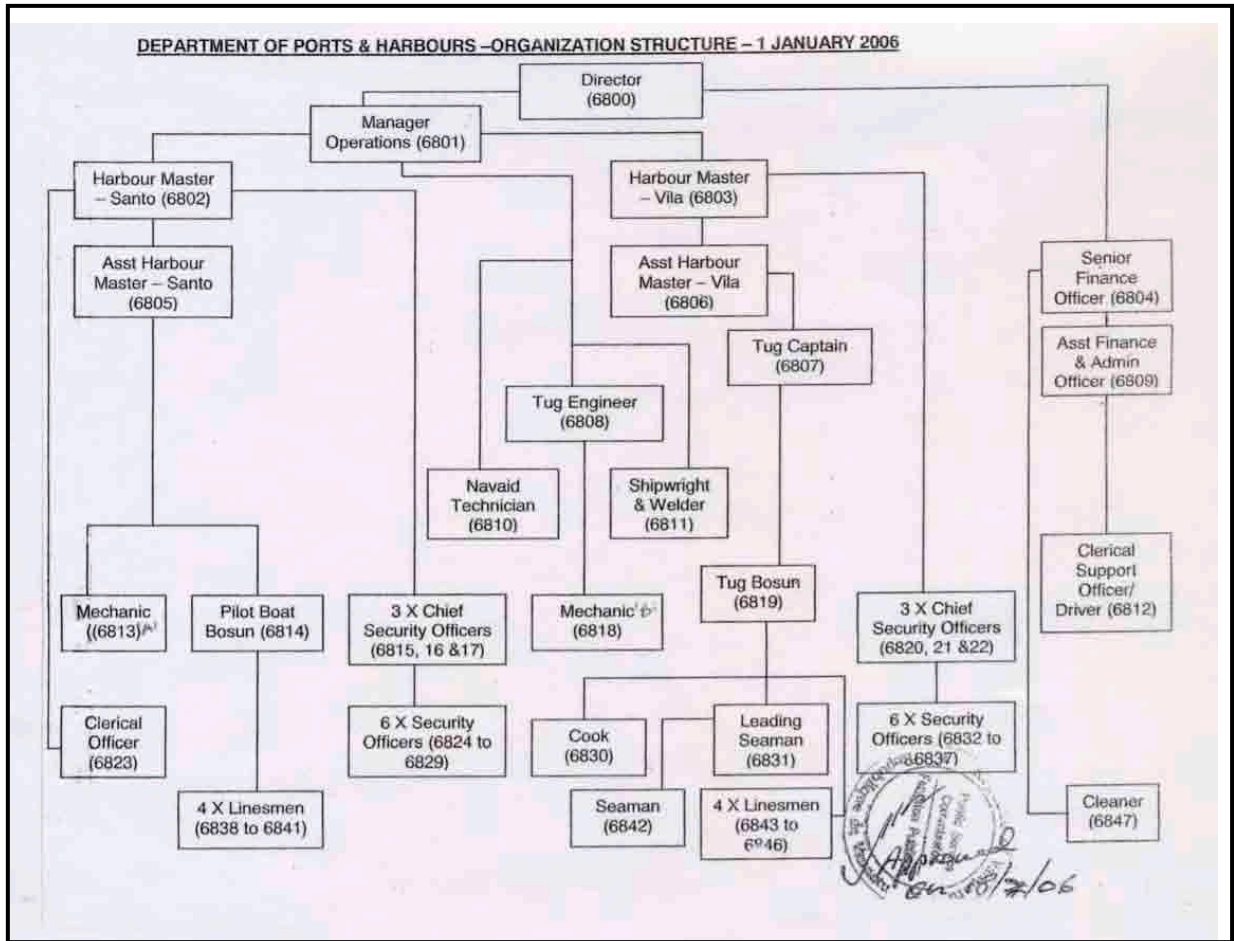 DEPARTMENT OF PORTS & HARBOURS –ORGANIZATION STRUCTURE – 1 JANUARY 2006
Director
(6800)
Manager
Operations (6801)
Harbour Master
– Santo (6802)
Harbour Master
– Vila (6803)
Asst Harbour
Master – Santo
(6805)
Asst Harbour
Master – Vila
(6806)
Senior
Finance
Officer (6804)
Tug Captain
(6807)
Asst Finance
& Admin
Officer (6809)
Tug Engineer
(6808)
Navaid
Technician
(6810)
Shipwright
& Welder
(6811)
Clerical
Support
Officer/
Driver (6812)
Mechanic
((6813)
Pilot Boat
Bosun (6814)
3 X Chief
Security Officers
(6815, 16 &17)
Mechanic
(6818)
Tug Bosun
(6819)
3 X Chief
Security Officers
(6820, 21 &22)
Clerical
Officer
(6823)
6 X Security
Officers (6824 to
6829)
Cook
(6830)
Leading
Seaman
(6831)
6 X Security
Officers (6832 to
6837)
4 X Linesmen
(6838 to 6841)
Seaman
(6842)
4 X Linesmen
(6843 to
Cleaner
(6847)
Approved
on